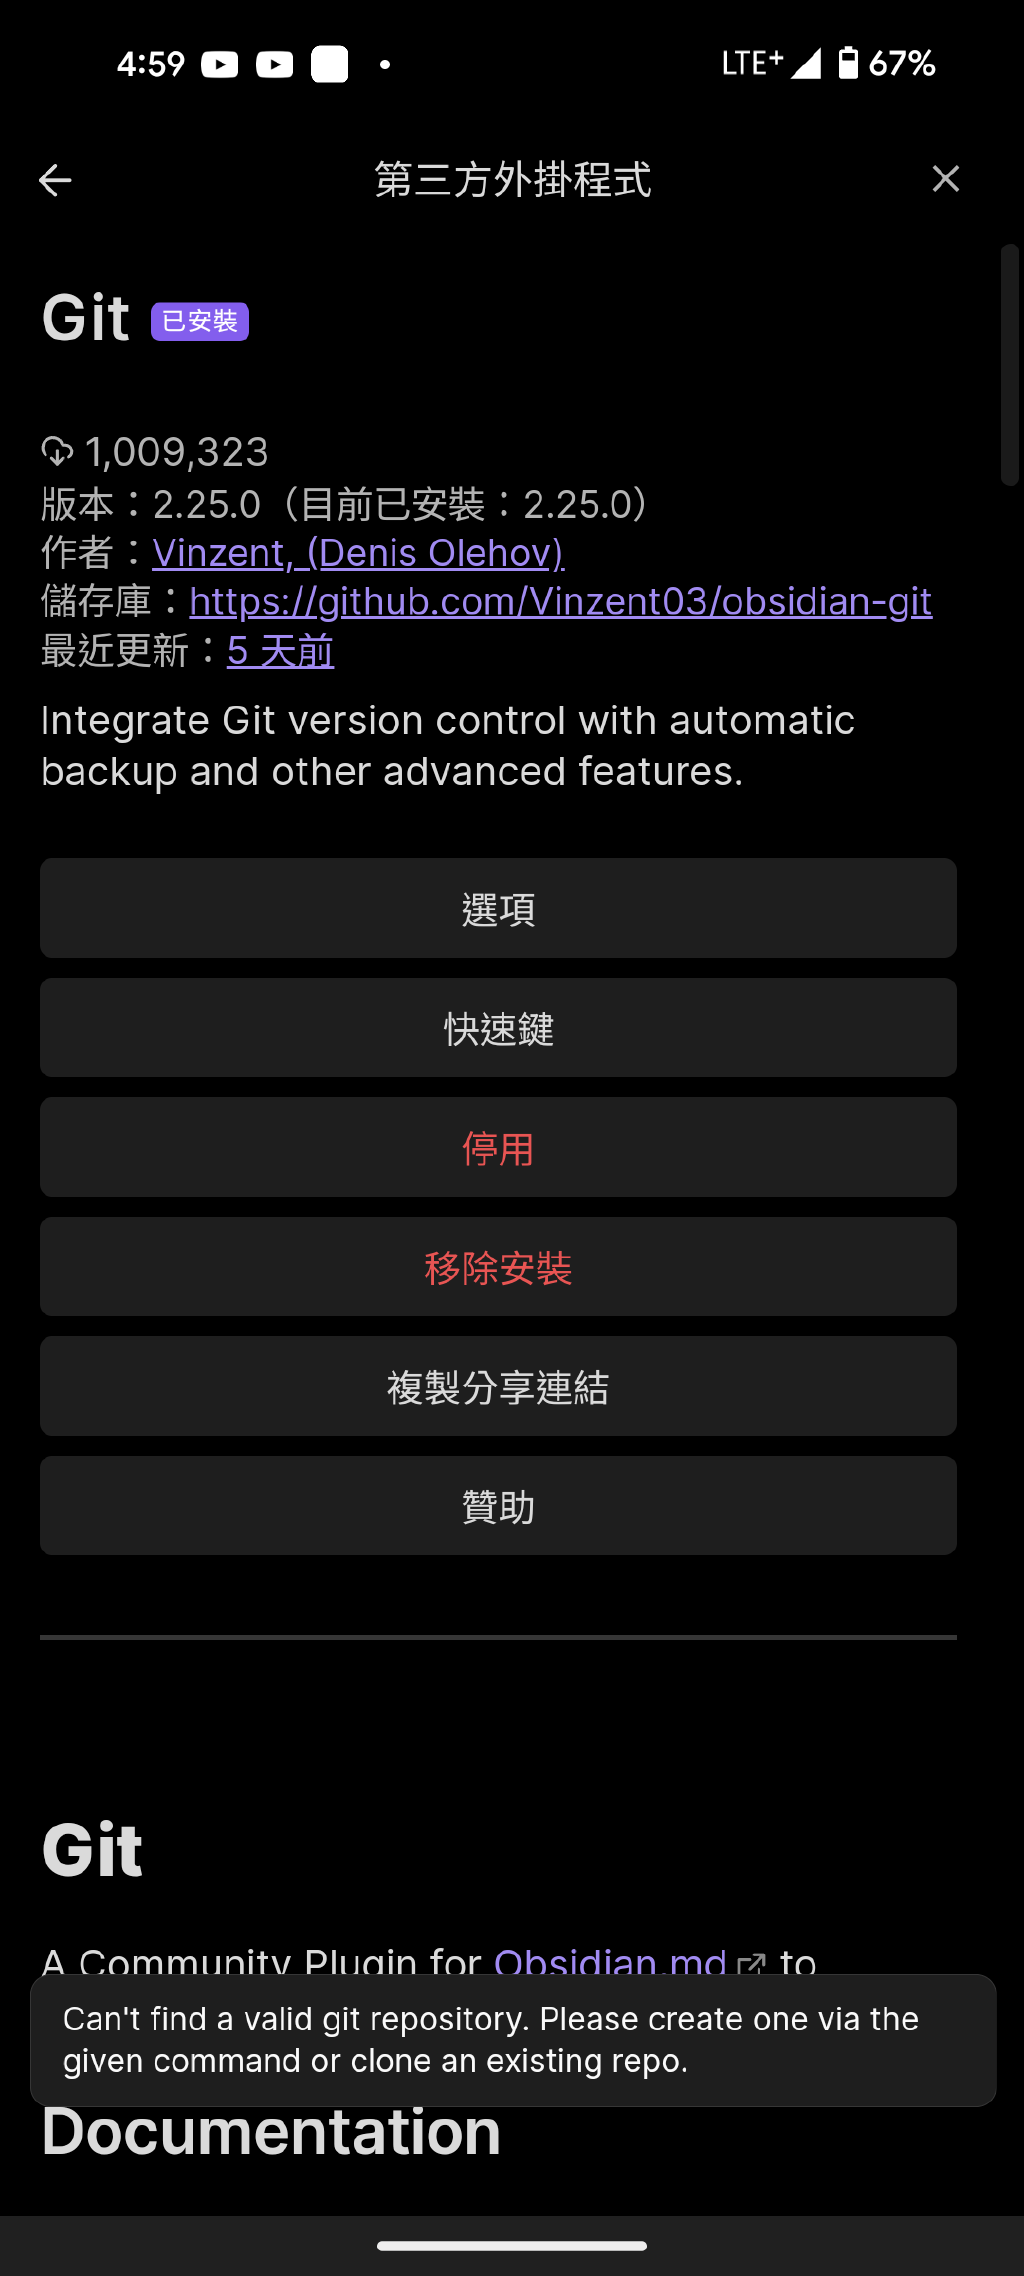 4:59
LTE+ 67%
第三方外掛程式
Git 已安裝
1,009,323
版本：2.25.0（目前已安裝：2.25.0）
作者：Vinzent, (Denis Olehov)
儲存庫：https://github.com/Vinzent03/obsidian-git
最近更新：5 天前
Integrate Git version control with automatic
backup and other advanced features.
選項
快速鍵
停用
移除安裝
複製分享連結
贊助
Git
A Community Plugin for Obsidian.md to
Can't find a valid git repository. Please create one via the
given command or clone an existing repo.
Documentation